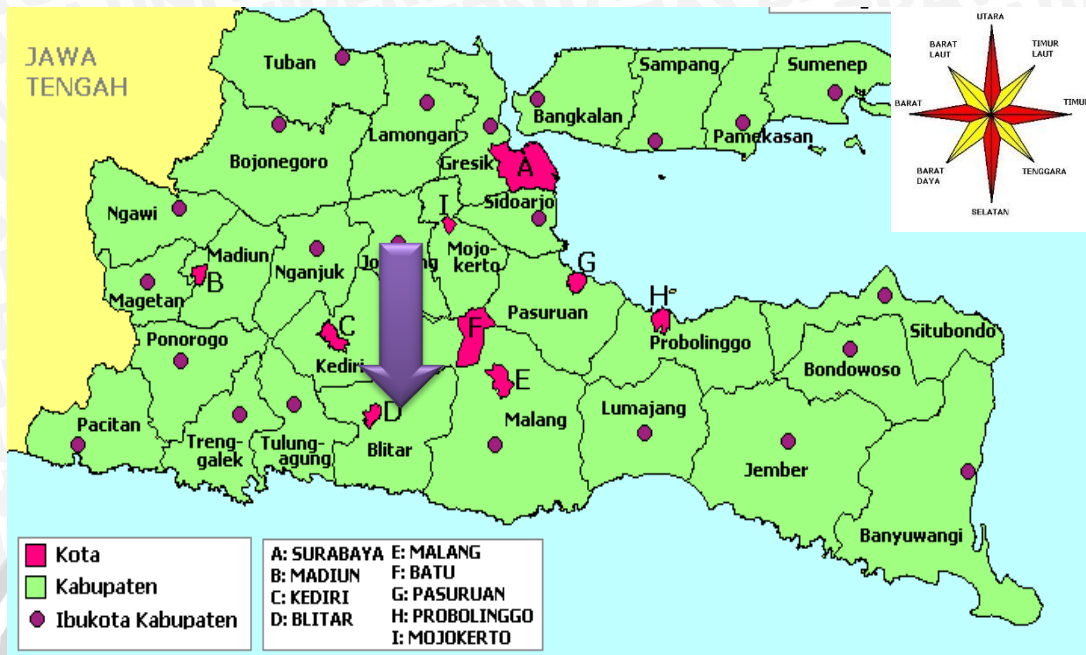 JAWA
TENGAH
Tuban
Lamongan
Bojonegoro
Gresik
A
Bangkalan
Sampang
Pamekasan
Sumenep
UTARA
BARAT
LAUT
TIMUR
LAUT
BARAT
TIMUR
BARAT
DAYA
TENGGARA
SELATAN
Ngawi
Madiun
B
Magetan
Nganjuk
I
Sidoarjo
Mojo-
kerto
G
Pasuruan
H
Probolinggo
Situbondo
Bondowoso
Ponorogo
C
Kediri
F
E
Malang
Lumajang
Jember
Banyuwangi
Pacitan
Treng-
galek
Tulung-
agung
D
Blitar
Kota
Kabupaten
Ibukota Kabupaten
A: SURABAYA
B: MADIUN
C: KEDIRI
D: BLITAR
E: MALANG
F: BATU
G: PASURUAN
H: PROBOLINGGO
I: MOJOKERTO